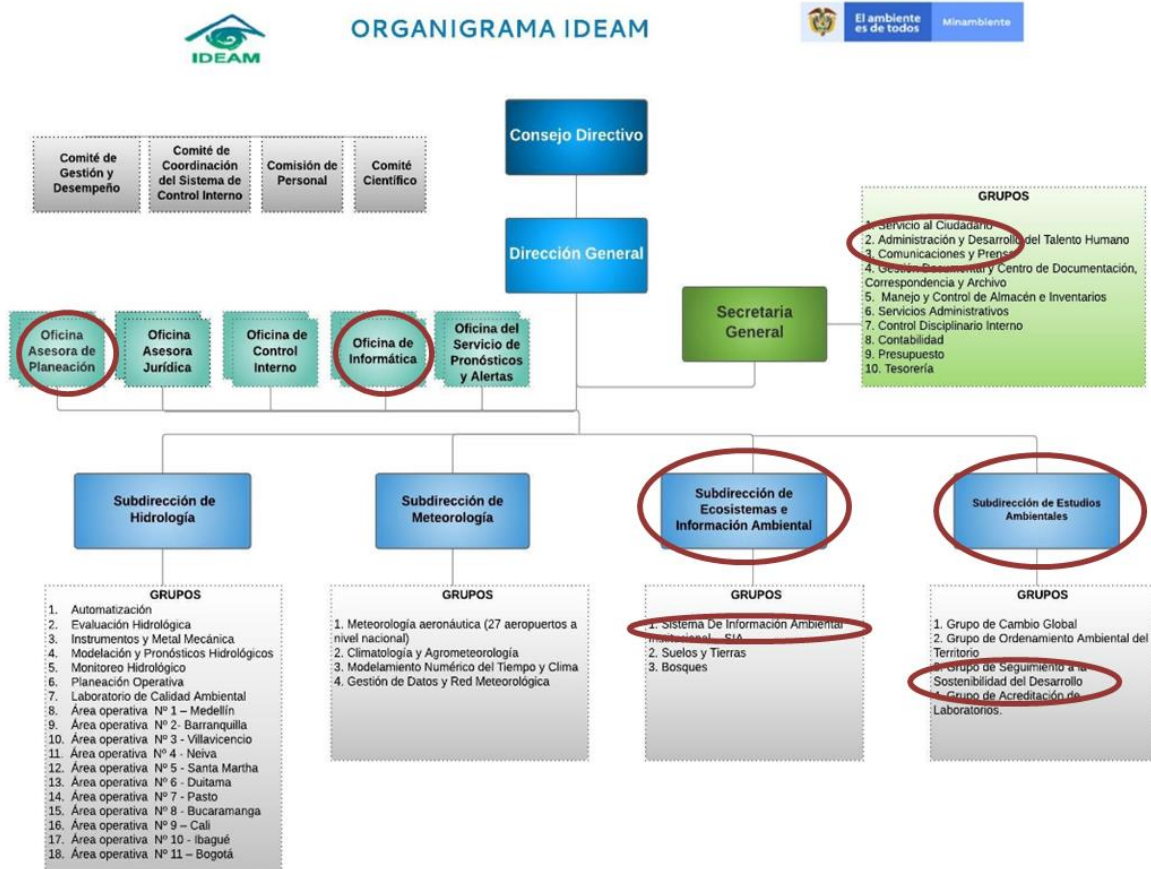 IDEAM
ORGANIGRAMA IDEAM
El ambiente
es de todos
Minambiente
Consejo Directivo
Comité de
Gestión y
Desempeño
Comité de
Coordinación
del Sistema de
Control Interno
Comisión de
Personal
Comité
Científico
Dirección General
Secretaria
General
GRUPOS
1. Servicio al Ciudadano
2. Administración y Desarrollo del Talento Humano
3. Comunicaciones y Prensa
4. Gestión Documental y Centro de Documentación,
Correspondencia y Archivo
5. Manejo y Control de Almacén e Inventarios
6. Servicios Administrativos
7. Control Disciplinario Interno
8. Contabilidad
9. Presupuesto
10. Tesorería
Oficina
Asesora de
Planeación
Oficina
Asesora
Jurídica
Oficina de
Control
Interno
Oficina de
Informática
Oficina del
Servicio de
Pronósticos
y Alertas
Subdirección de
Hidrología
Subdirección de
Meteorología
Subdirección de
Ecosistemas e
Información Ambiental
Subdirección de Estudios
Ambientales
GRUPOS
1. Automatización
2. Evaluación Hidrológica
3. Instrumentos y Metal Mecánica
4. Modelación y Pronósticos Hidrológicos
5. Monitoreo Hidrológico
6. Planeación Operativa
7. Laboratorio de Calidad Ambiental
8. Área operativa Nº 1 – Medellín
9. Área operativa Nº 2- Barranquilla
10. Área operativa Nº 3 - Villavicencio
11. Área operativa Nº 4 - Neiva
12. Área operativa Nº 5 - Santa Martha
13. Área operativa Nº 6 - Duitama
14. Área operativa Nº 7 - Pasto
15. Área operativa Nº 8 - Bucaramanga
16. Área operativa Nº 9 – Cali
17. Área operativa Nº 10 - Ibagué
18. Área operativa Nº 11 – Bogotá
GRUPOS
1. Meteorología aeronáutica (27 aeropuertos a
nivel nacional)
2. Climatología y Agrometeorología
3. Modelamiento Numérico del Tiempo y Clima
4. Gestión de Datos y Red Meteorológica
GRUPOS
1. Sistema De Información Ambiental
Institucional – SIA
2. Suelos y Tierras
3. Bosques
GRUPOS
1. Grupo de Cambio Global
2. Grupo de Ordenamiento Ambiental del
Territorio
3. Grupo de Seguimiento a la
Sostenibilidad del Desarrollo
4. Grupo de Acreditación de
Laboratorios.